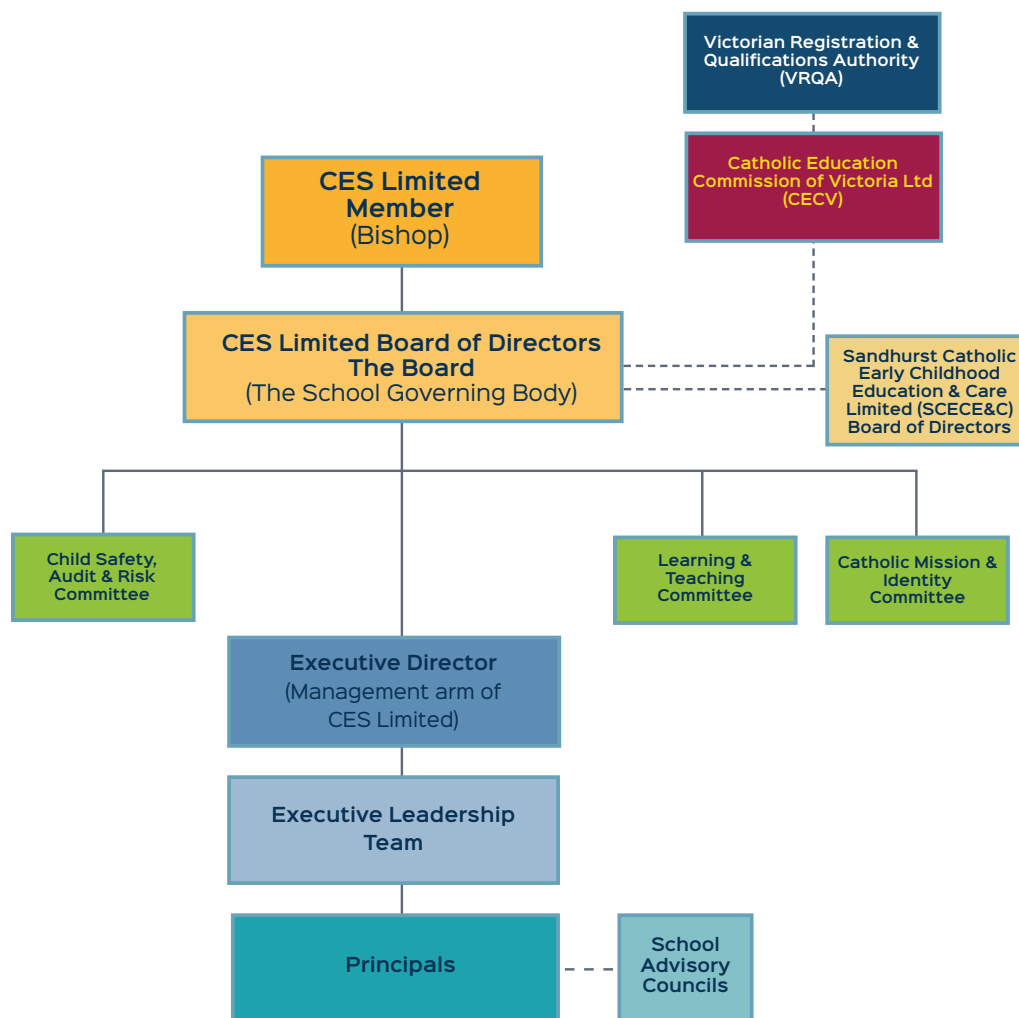 Victorian Registration &
Qualifications Authority
(VRQA)
Catholic Education
Commission of Victoria Ltd
(CECV)
CES Limited
Member
(Bishop)
CES Limited Board of Directors
The Board
(The School Governing Body)
Sandhurst Catholic
Early Childhood
Education & Care
Limited (SCECE&C)
Board of Directors
Child Safety,
Audit & Risk
Committee
Learning &
Teaching
Committee
Catholic Mission &
Identity
Committee
Executive Director
(Management arm of
CES Limited)
Executive Leadership
Team
Principals
School
Advisory
Councils